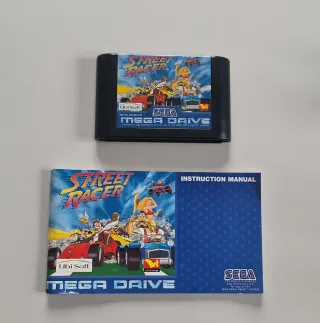 STREET
RACER
SEGA
MEGA DRIVE
STREET
RACER
INSTRUCTION MANUAL
Ubi Soft
SEGA
MEGA DRIVE